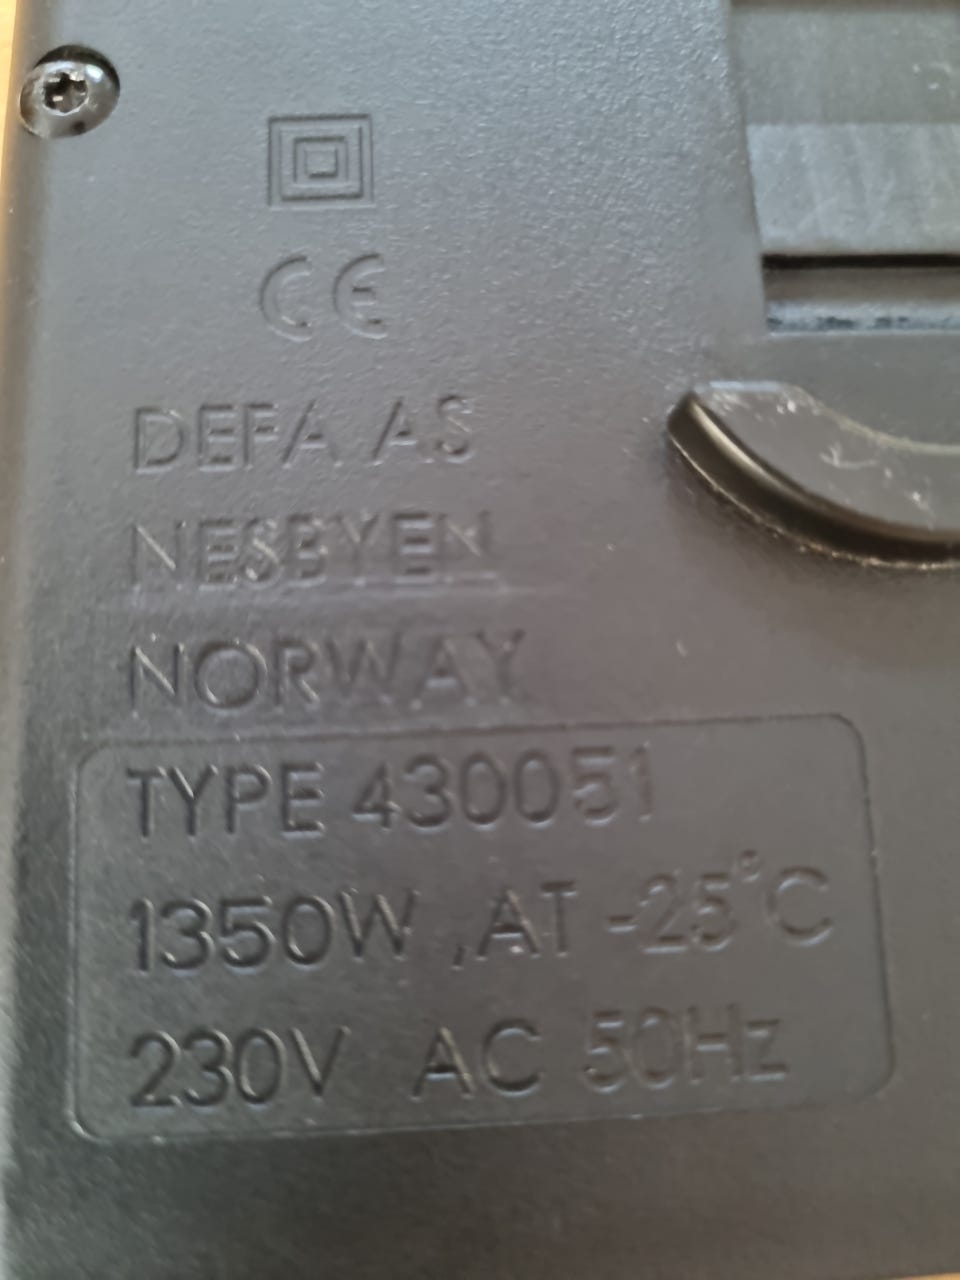 CE
DEFA AS
NESBYEN
NORWAY
TYPE 430051
1350W ,AT -25°C
230V AC 50Hz